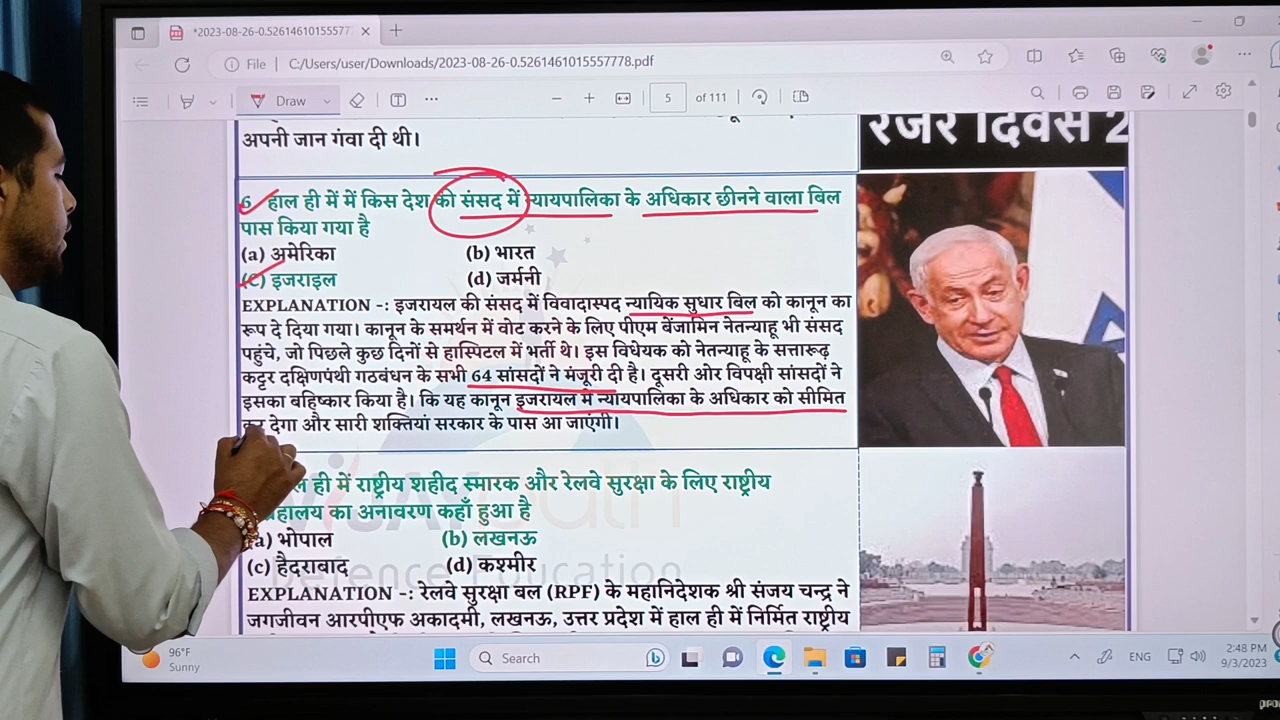 *2023-08-26-0.52614610155577
File C:/Users/user/Downloads/2023-08-26-0.5261461015557778.pdf
Draw
5 of 111
अपनी जान गंवा दी थी।
रेंजर दिवस 2
6 हाल ही में में किस देश की संसद में न्यायपालिका के अधिकार छीनने वाला बिल
पास किया गया है
(a) अमेरिका (b) भारत
(c) इजराइल (d) जर्मनी
EXPLANATION -: इजरायल की संसद में विवादास्पद न्यायिक सुधार बिल को कानून का
रूप दे दिया गया। कानून के समर्थन में वोट करने के लिए पीएम बेंजामिन नेतन्याहू भी संसद
पहुंचे, जो पिछले कुछ दिनों से हास्पिटल में भर्ती थे। इस विधेयक को नेतन्याहू के सत्तारूढ़
कट्टर दक्षिणपंथी गठबंधन के सभी 64 सांसदों ने मंजूरी दी है। दूसरी ओर विपक्षी सांसदों ने
इसका बहिष्कार किया है। कि यह कानून इजरायल में न्यायपालिका के अधिकार को सीमित
कर देगा और सारी शक्तियां सरकार के पास आ जाएंगी।
ही में राष्ट्रीय शहीद स्मारक और रेलवे सुरक्षा के लिए राष्ट्रीय
का अनावरण कहाँ हुआ है
(a) भोपाल (b) लखनऊ
(c) हैदराबाद (d) कश्मीर
Defence Education
EXPLANATION -: रेलवे सुरक्षा बल (RPF) के महानिदेशक श्री संजय चन्द्र ने
जगजीवन आरपीएफ अकादमी, लखनऊ, उत्तर प्रदेश में हाल ही में निर्मित राष्ट्रीय
96°F
Sunny
Search
ENG
2:48 PM
9/3/2023